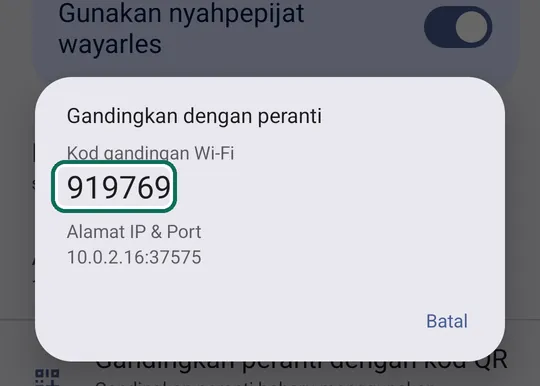 Gunakan nyahpepijat
wayarles
Gandingkan dengan peranti
Kod gandingan Wi-Fi
919769
Alamat IP & Port
10.0.2.16:37575
Batal
Gandingkan peranti dengan kod QR